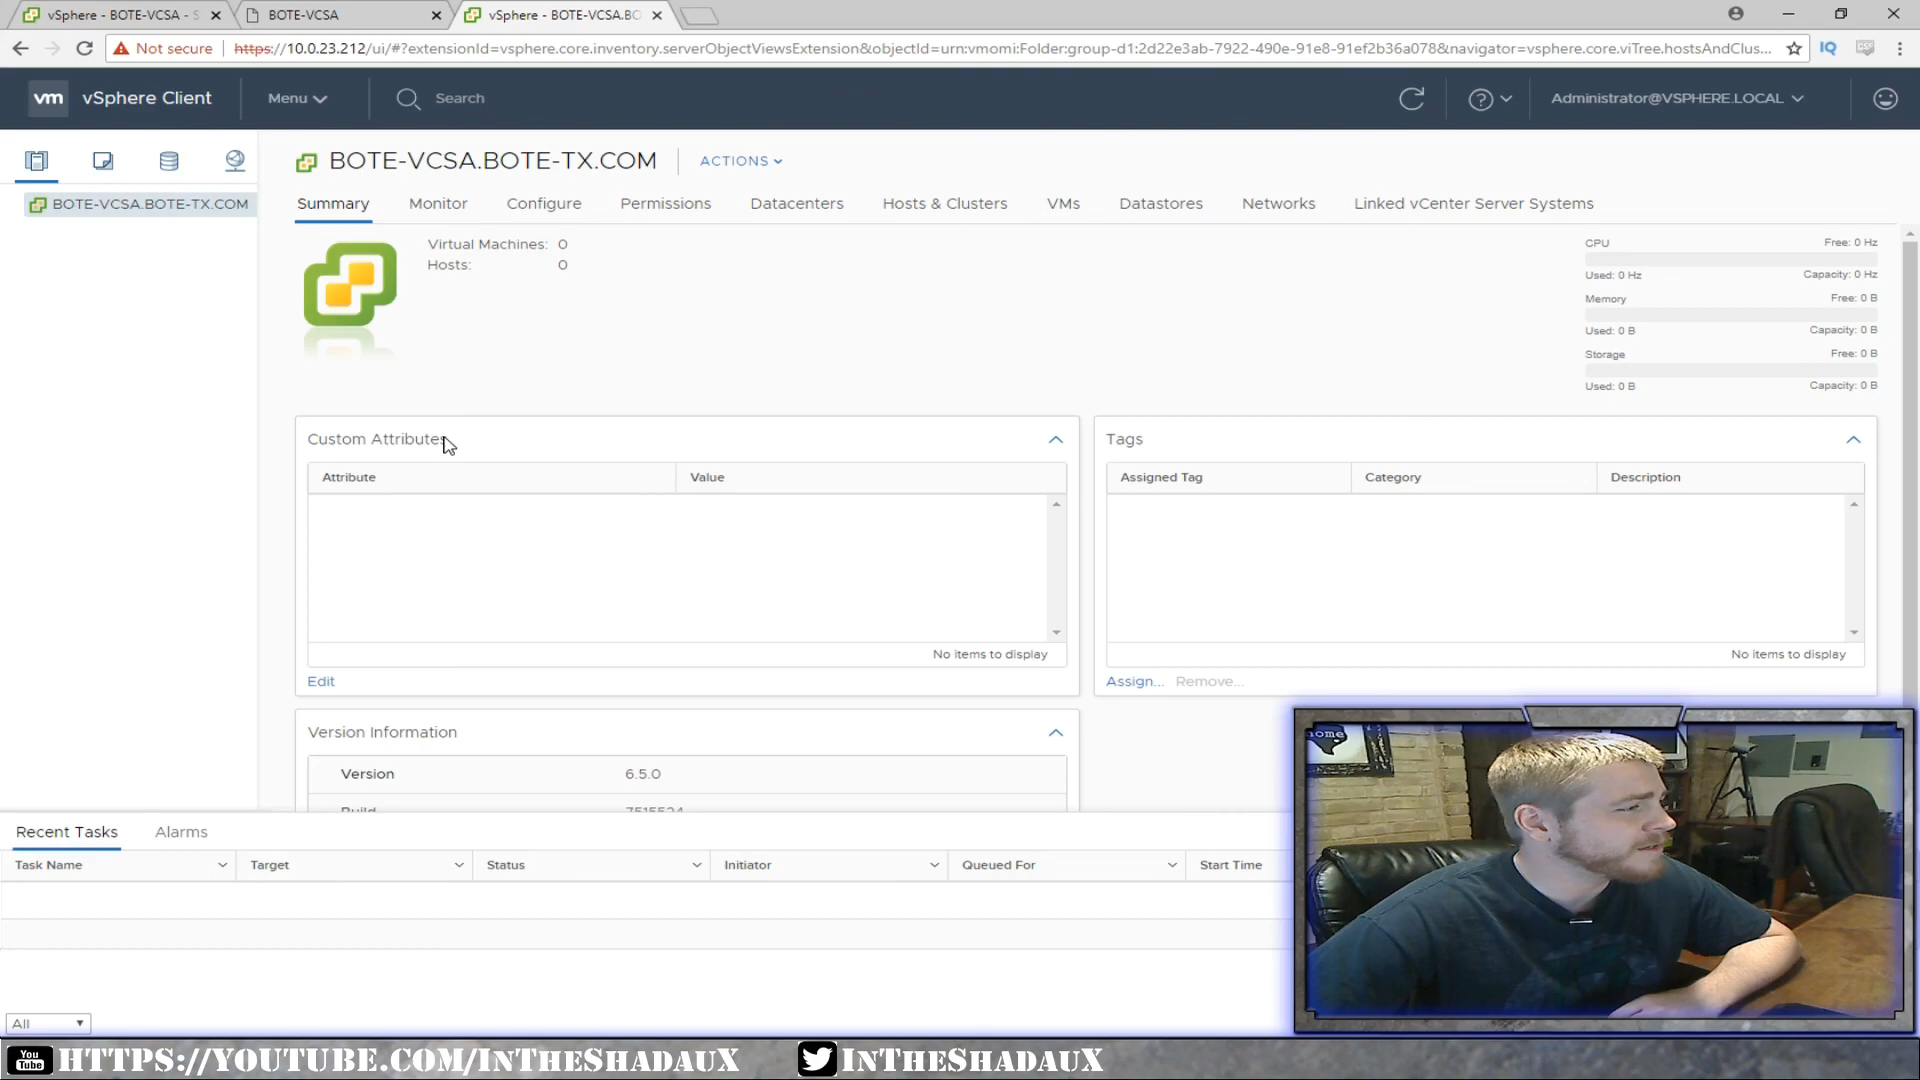 vSphere - BOTE-VCSA - S
BOTE-VCSA
vSphere - BOTE-VCSA.BO
Not secure
https://10.0.23.212/ui/#?extensionId=vsphere.core.inventory.serverObjectViewsExtension&objectId=urn:vmomi:Folder:group-d1:2d22e3ab-7922-490e-91e8-91ef2b36a078&navigator=vsphere.core.viTree.hostsAndClus...
IQ
vm
vSphere Client
Menu
Search
Administrator@VSPHERE.LOCAL
BOTE-VCSA.BOTE-TX.COM
BOTE-VCSA.BOTE-TX.COM
ACTIONS
Summary
Monitor
Configure
Permissions
Datacenters
Hosts & Clusters
VMs
Datastores
Networks
Linked vCenter Server Systems
Virtual Machines: 0
Hosts: 0
CPU
Free: 0 Hz
Used: 0 Hz
Capacity: 0 Hz
Memory
Free: 0 B
Used: 0 B
Capacity: 0 B
Storage
Free: 0 B
Used: 0 B
Capacity: 0 B
Custom Attributes
Attribute
Value
No items to display
Edit
Tags
Assigned Tag
Category
Description
No items to display
Assign...
Remove...
Version Information
Version
6.5.0
Build
7515524
Recent Tasks
Alarms
Task Name
Target
Status
Initiator
Queued For
Start Time
All
You
Tube
HTTPS://YOUTUBE.COM/INTHESHADAUX
INTHESHADAUX